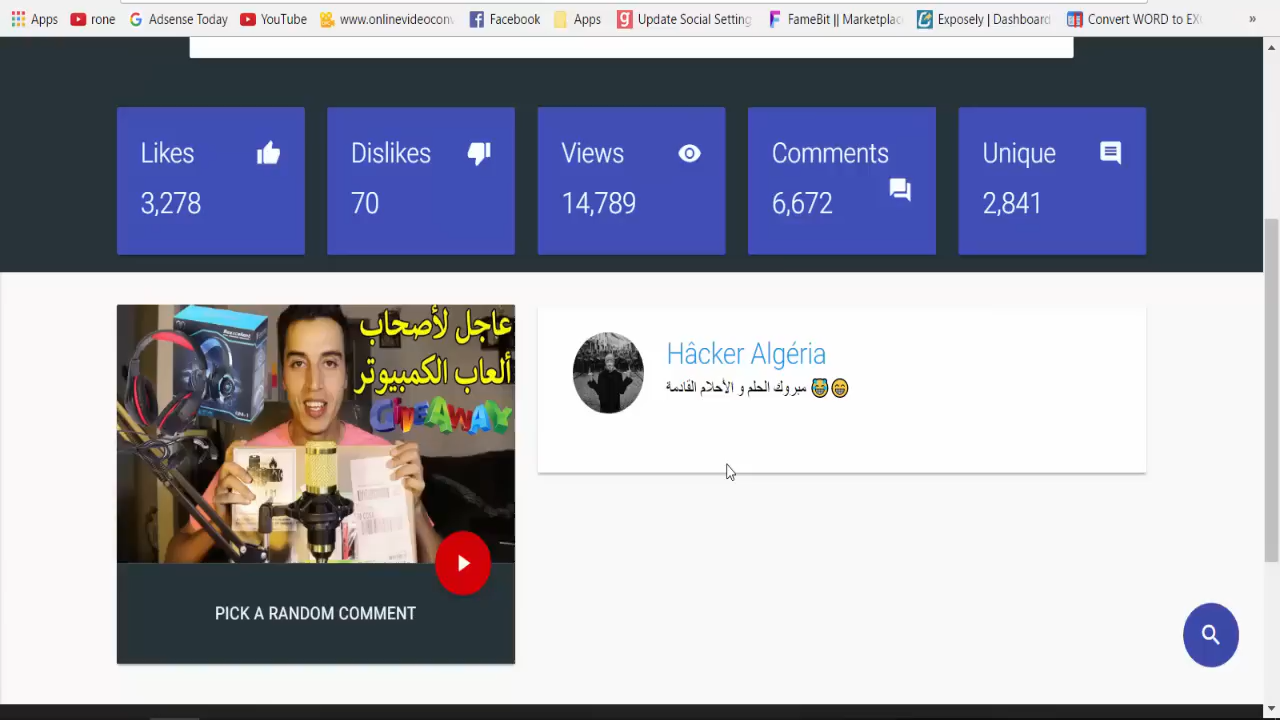 Apps rone Adsense Today YouTube www.onlinevideocon Facebook Apps Update Social Setting FameBit || Marketplac Exposely | Dashboard Convert WORD to EX »
Likes
3,278
Dislikes
70
Views
14,789
Comments
6,672
Unique
2,841
عاجل لأصحاب
ألعاب الكمبيوتر
GiVEAWAY
Hâcker Algéria
مبروك الحلم و الأحلام القادمة 😂😁
PICK A RANDOM COMMENT